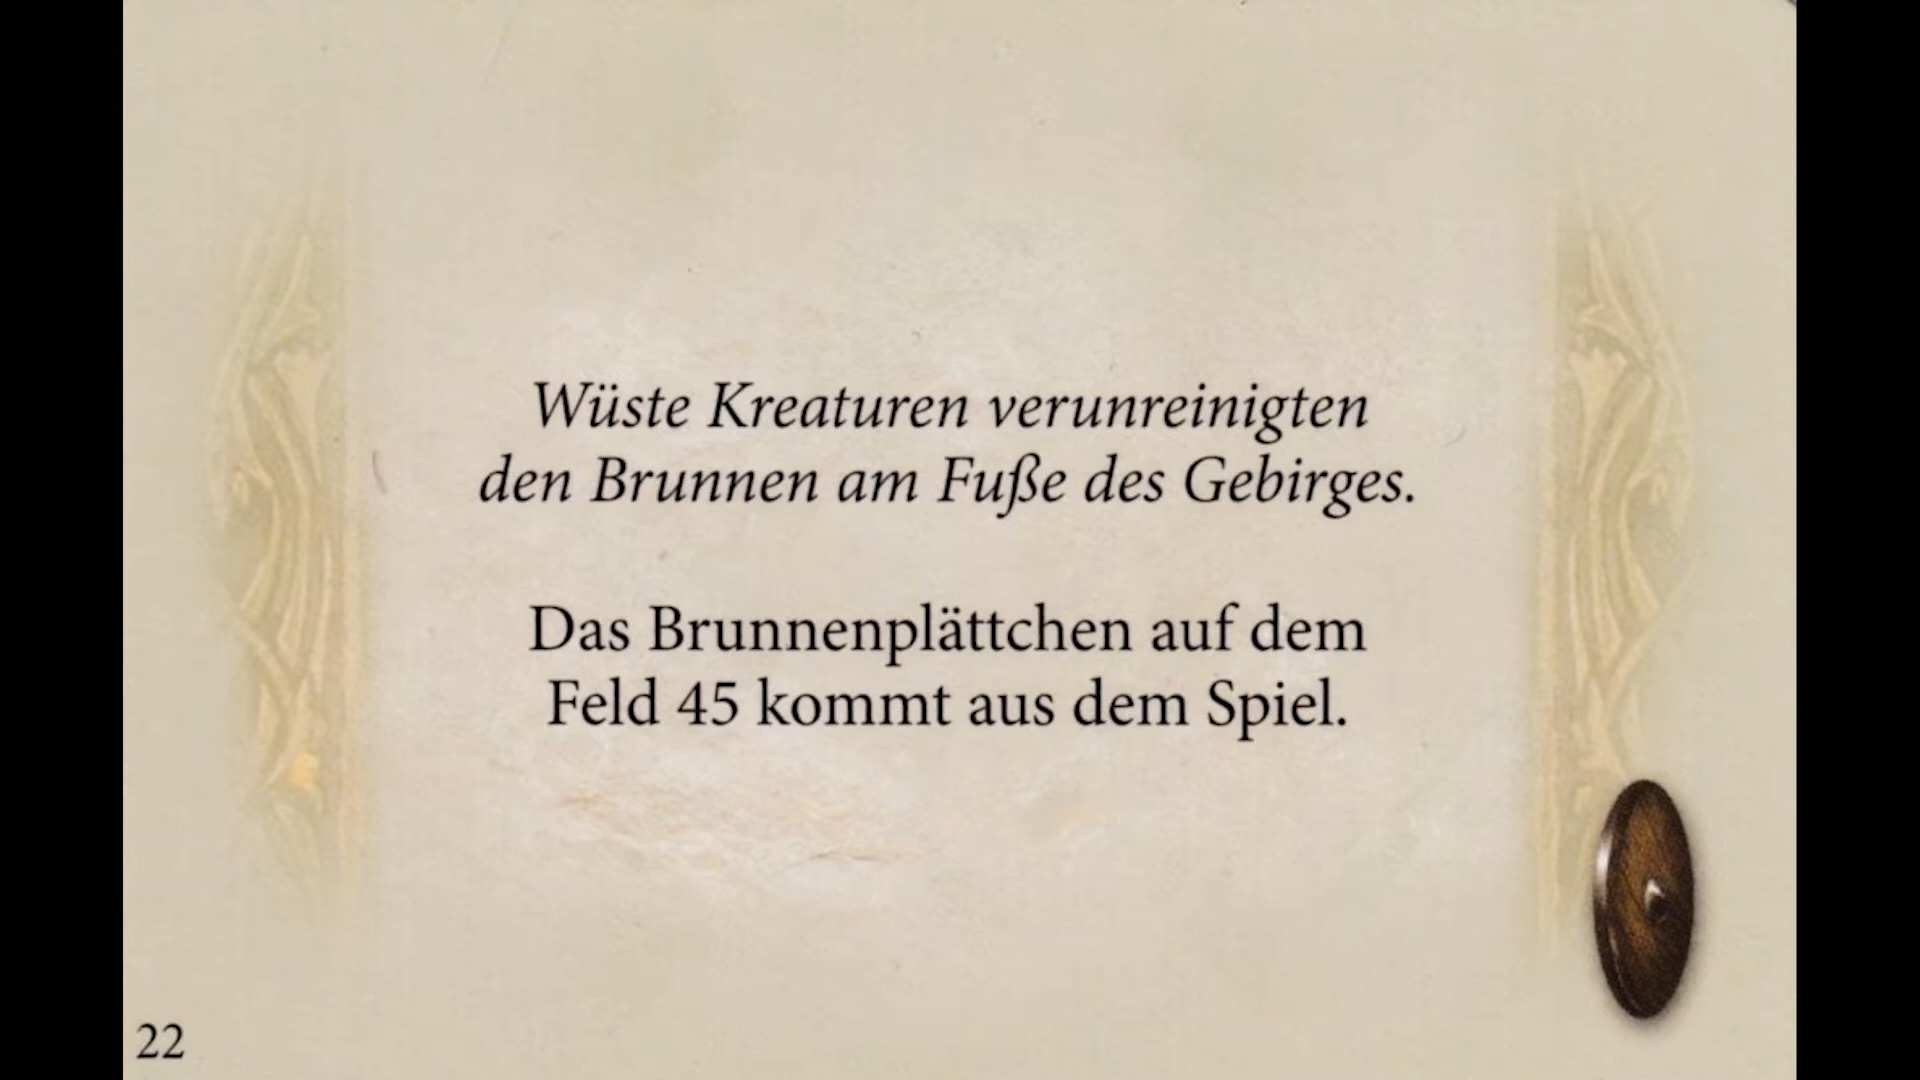 Wüste Kreaturen verunreinigten
den Brunnen am Fuße des Gebirges.
Das Brunnenplättchen auf dem
Feld 45 kommt aus dem Spiel.
22